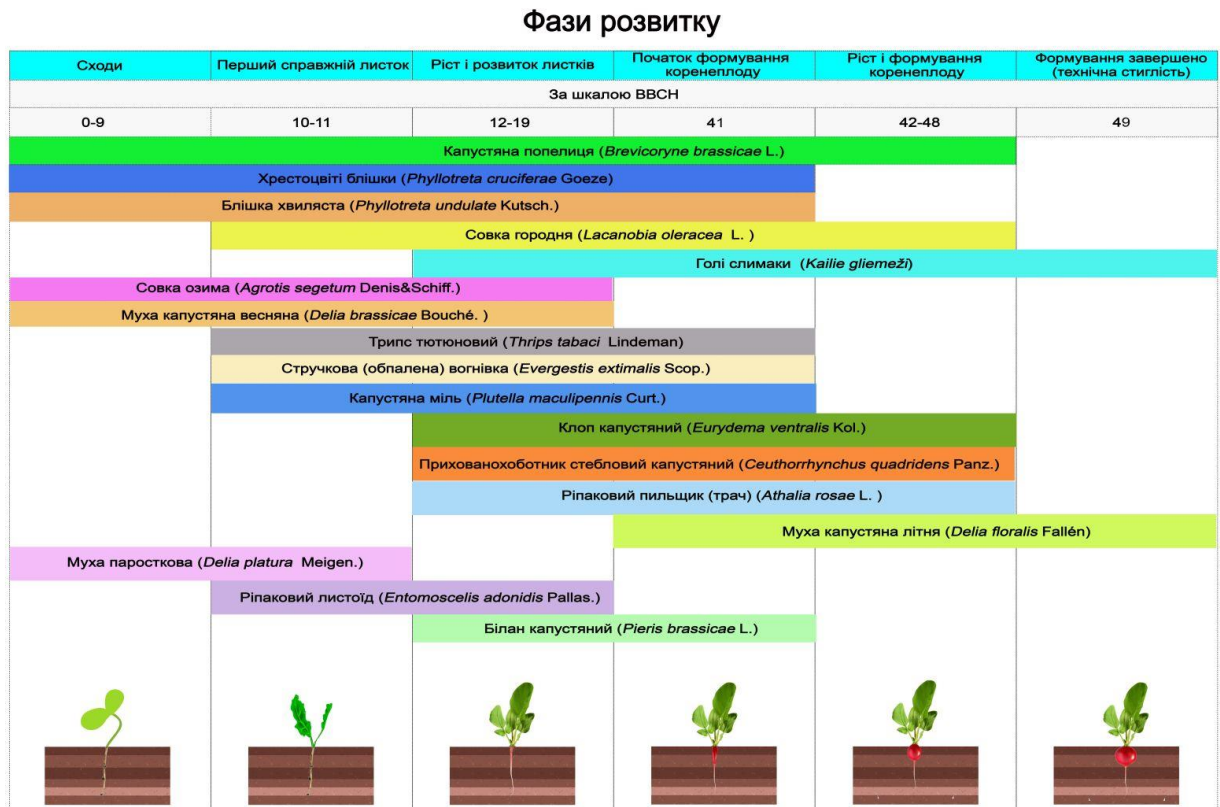 Фази розвитку
Сходи
Перший справжній листок
Ріст і розвиток листків
Початок формування
коренеплоду
Ріст і формування
коренеплоду
Формування завершено
(технічна стиглість)
За шкалою BBCH
0-9
10-11
12-19
41
42-48
49
Капустяна попелиця (Brevicoryne brassicae L.)
Хрестоцвіті блішки (Phyllotreta cruciferae Goeze)
Блішка хвиляста (Phyllotreta undulate Kutsch.)
Совка городня (Lacanobia oleracea L. )
Голі слимаки (Kailie gliemeži)
Совка озима (Agrotis segetum Denis&Schiff.)
Муха капустяна весняна (Delia brassicae Bouché. )
Трипс тютюновий (Thrips tabaci Lindeman)
Стручкова (обпалена) вогнівка (Evergestis extimalis Scop.)
Капустяна міль (Plutella maculipennis Curt.)
Клоп капустяний (Eurydema ventralis Kol.)
Прихованохоботник стебловий капустяний (Ceuthorrhynchus quadridens Panz.)
Ріпаковий пильщик (трач) (Athalia rosae L. )
Муха капустяна літня (Delia floralis Fallén)
Муха паросткова (Delia platura Meigen.)
Ріпаковий листоїд (Entomoscelis adonidis Pallas.)
Білан капустяний (Pieris brassicae L.)